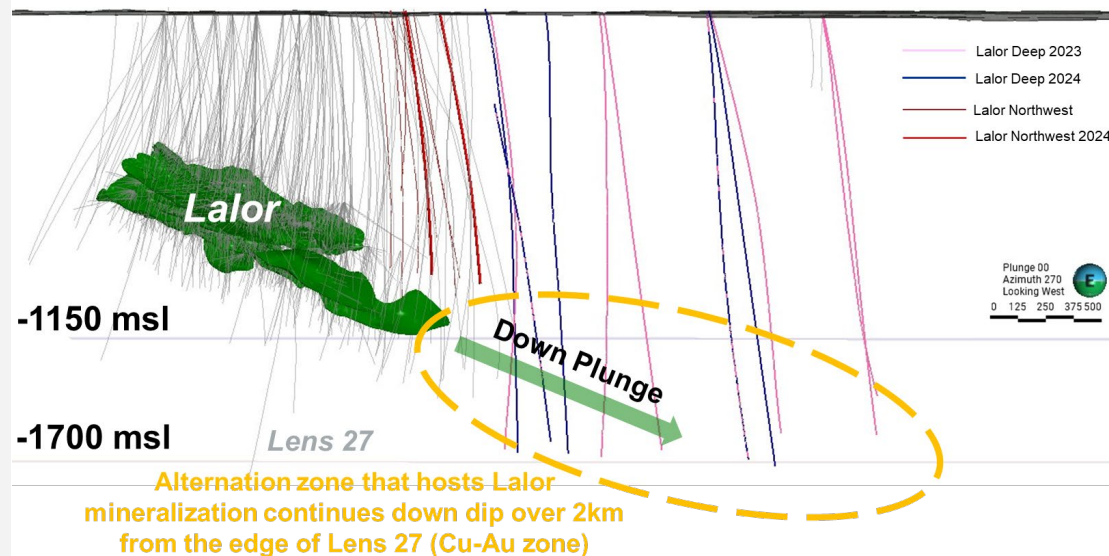 Lalor Deep 2023
Lalor Deep 2024
Lalor Northwest
Lalor Northwest 2024
Lalor
Plunge 00
Azimuth 270
Looking West
E
0 125 250 375 500
-1150 msl
Down Plunge
-1700 msl
Lens 27
Alternation zone that hosts Lalor
mineralization continues down dip over 2km
from the edge of Lens 27 (Cu-Au zone)